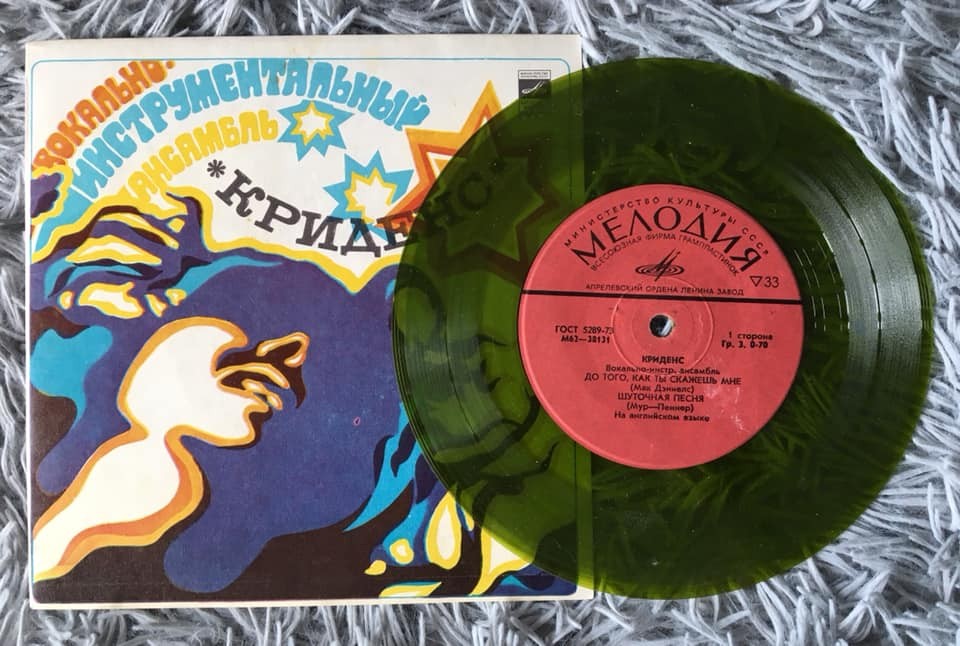 ВОКАЛЬНО-
ИНСТРУМЕНТАЛЬНЫЙ
АНСАМБЛЬ
*КРИДЕНС
МИНИСТЕРСТВО КУЛЬТУРЫ СССР
МЕЛОДИЯ
ВСЕСОЮЗНАЯ ФИРМА ГРАМПЛАСТИНОК
▽33
АПРЕЛЕВСКИЙ ОРДЕНА ЛЕНИНА ЗАВОД
ГОСТ 5289-73
М62—38131
1 сторона
Гр. 3, 0-70
КРИДЕНС
Вокально-инстр. ансамбль
ДО ТОГО, КАК ТЫ СКАЖЕШЬ МНЕ
(Мак Дэниелс)
ШУТОЧНАЯ ПЕСНЯ
(Мур—Пеннер)
На английском языке